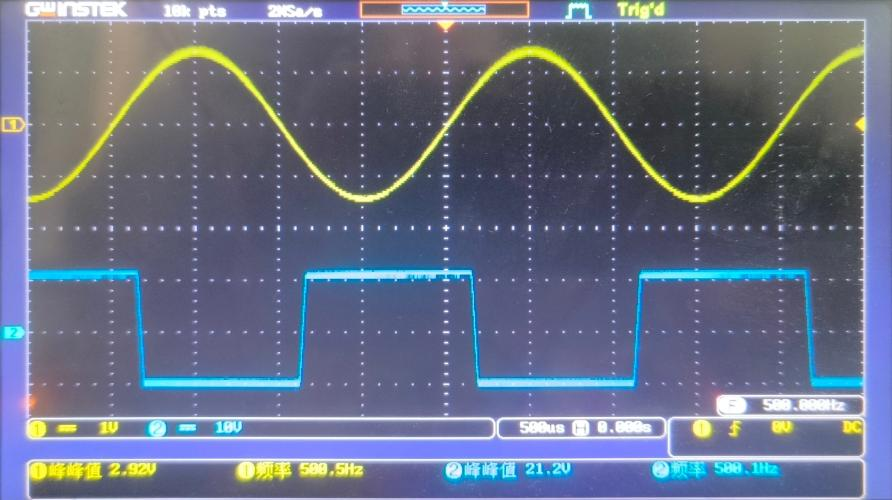 GWINSTEK 10k pts 2MSa/s Trig'd
1
2
F 500.000Hz
1 1V 2 10V 500us H 0.000s 1 0V DC
1峰峰值 2.92V 1频率 500.5Hz 2峰峰值 21.2V 2频率 500.1Hz